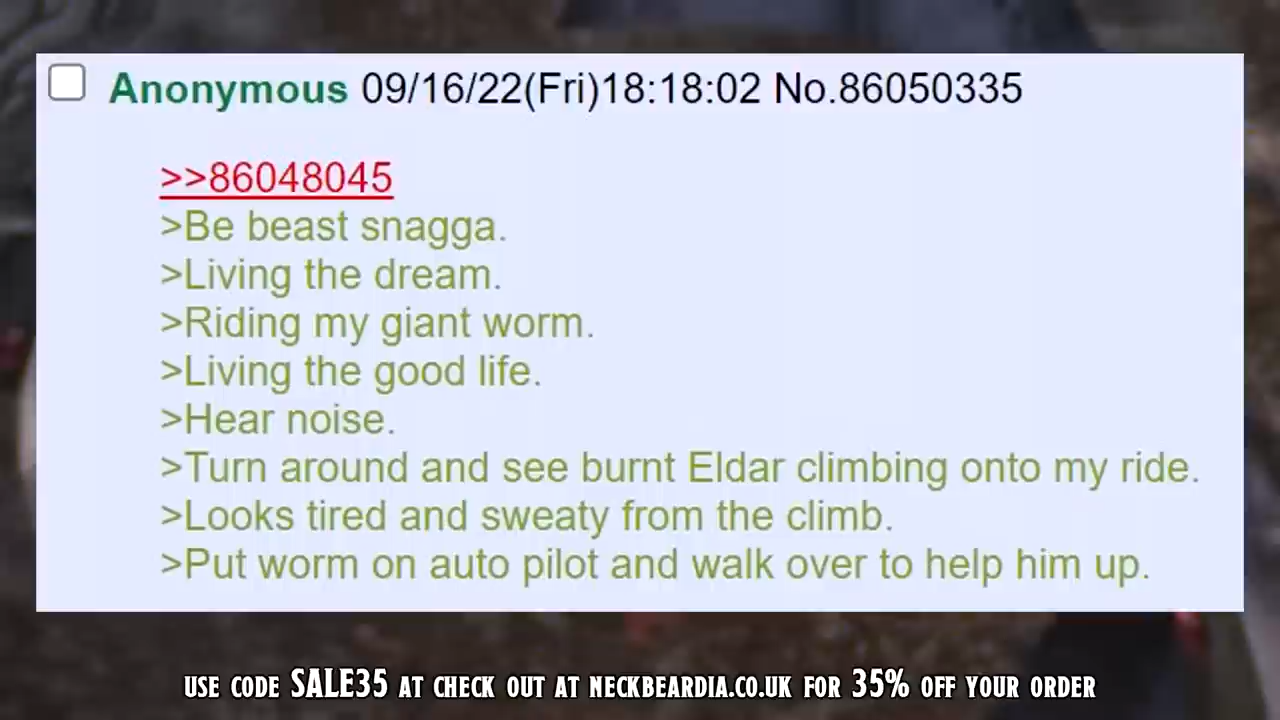 Anonymous 09/16/22(Fri)18:18:02 No.86050335
>>86048045
>Be beast snagga.
>Living the dream.
>Riding my giant worm.
>Living the good life.
>Hear noise.
>Turn around and see burnt Eldar climbing onto my ride.
>Looks tired and sweaty from the climb.
>Put worm on auto pilot and walk over to help him up.
USE CODE SALE35 AT CHECK OUT AT NECKBEARDIA.CO.UK FOR 35% OFF YOUR ORDER